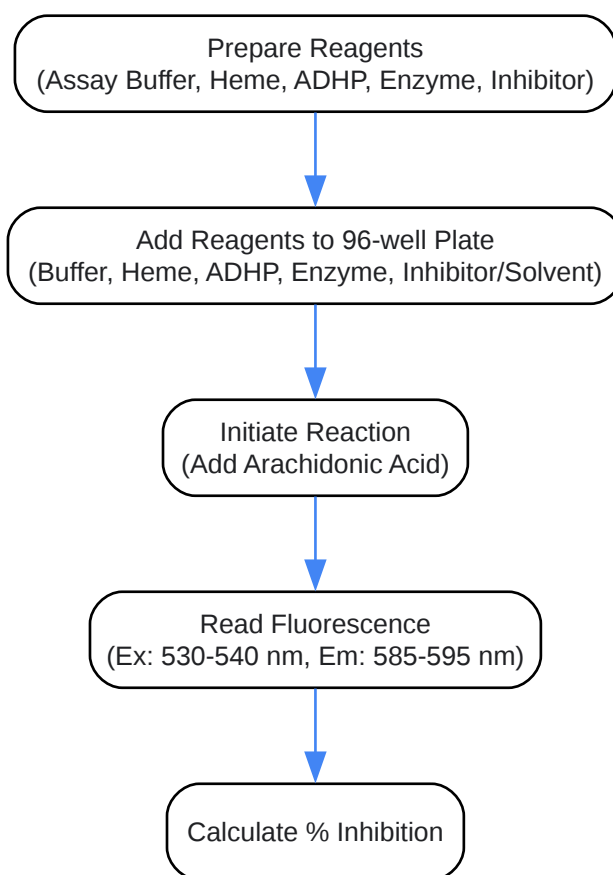 Prepare Reagents
(Assay Buffer, Heme, ADHP, Enzyme, Inhibitor)
Add Reagents to 96-well Plate
(Buffer, Heme, ADHP, Enzyme, Inhibitor/Solvent)
Initiate Reaction
(Add Arachidonic Acid)
Read Fluorescence
(Ex: 530-540 nm, Em: 585-595 nm)
Calculate % Inhibition